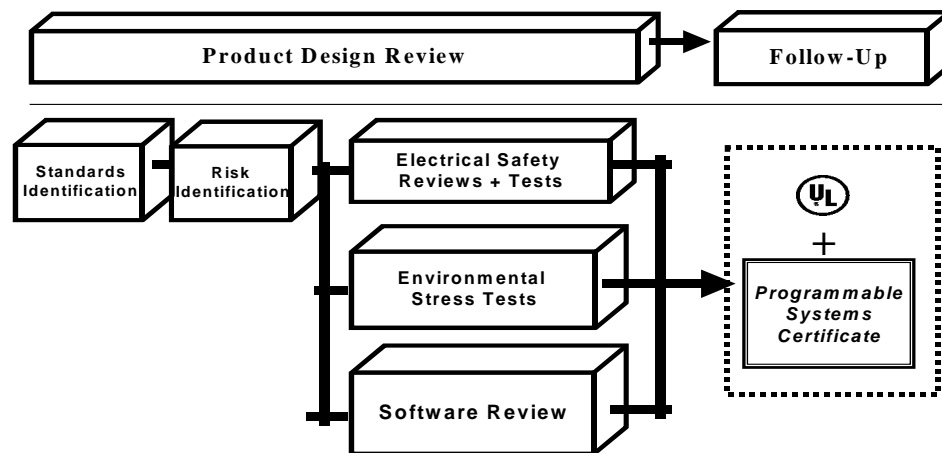 Product Design Review
Follow-Up
Standards
Identification
Risk
Identification
Electrical Safety
Reviews + Tests
Environmental
Stress Tests
Software Review
UL
+
Programmable
Systems
Certificate